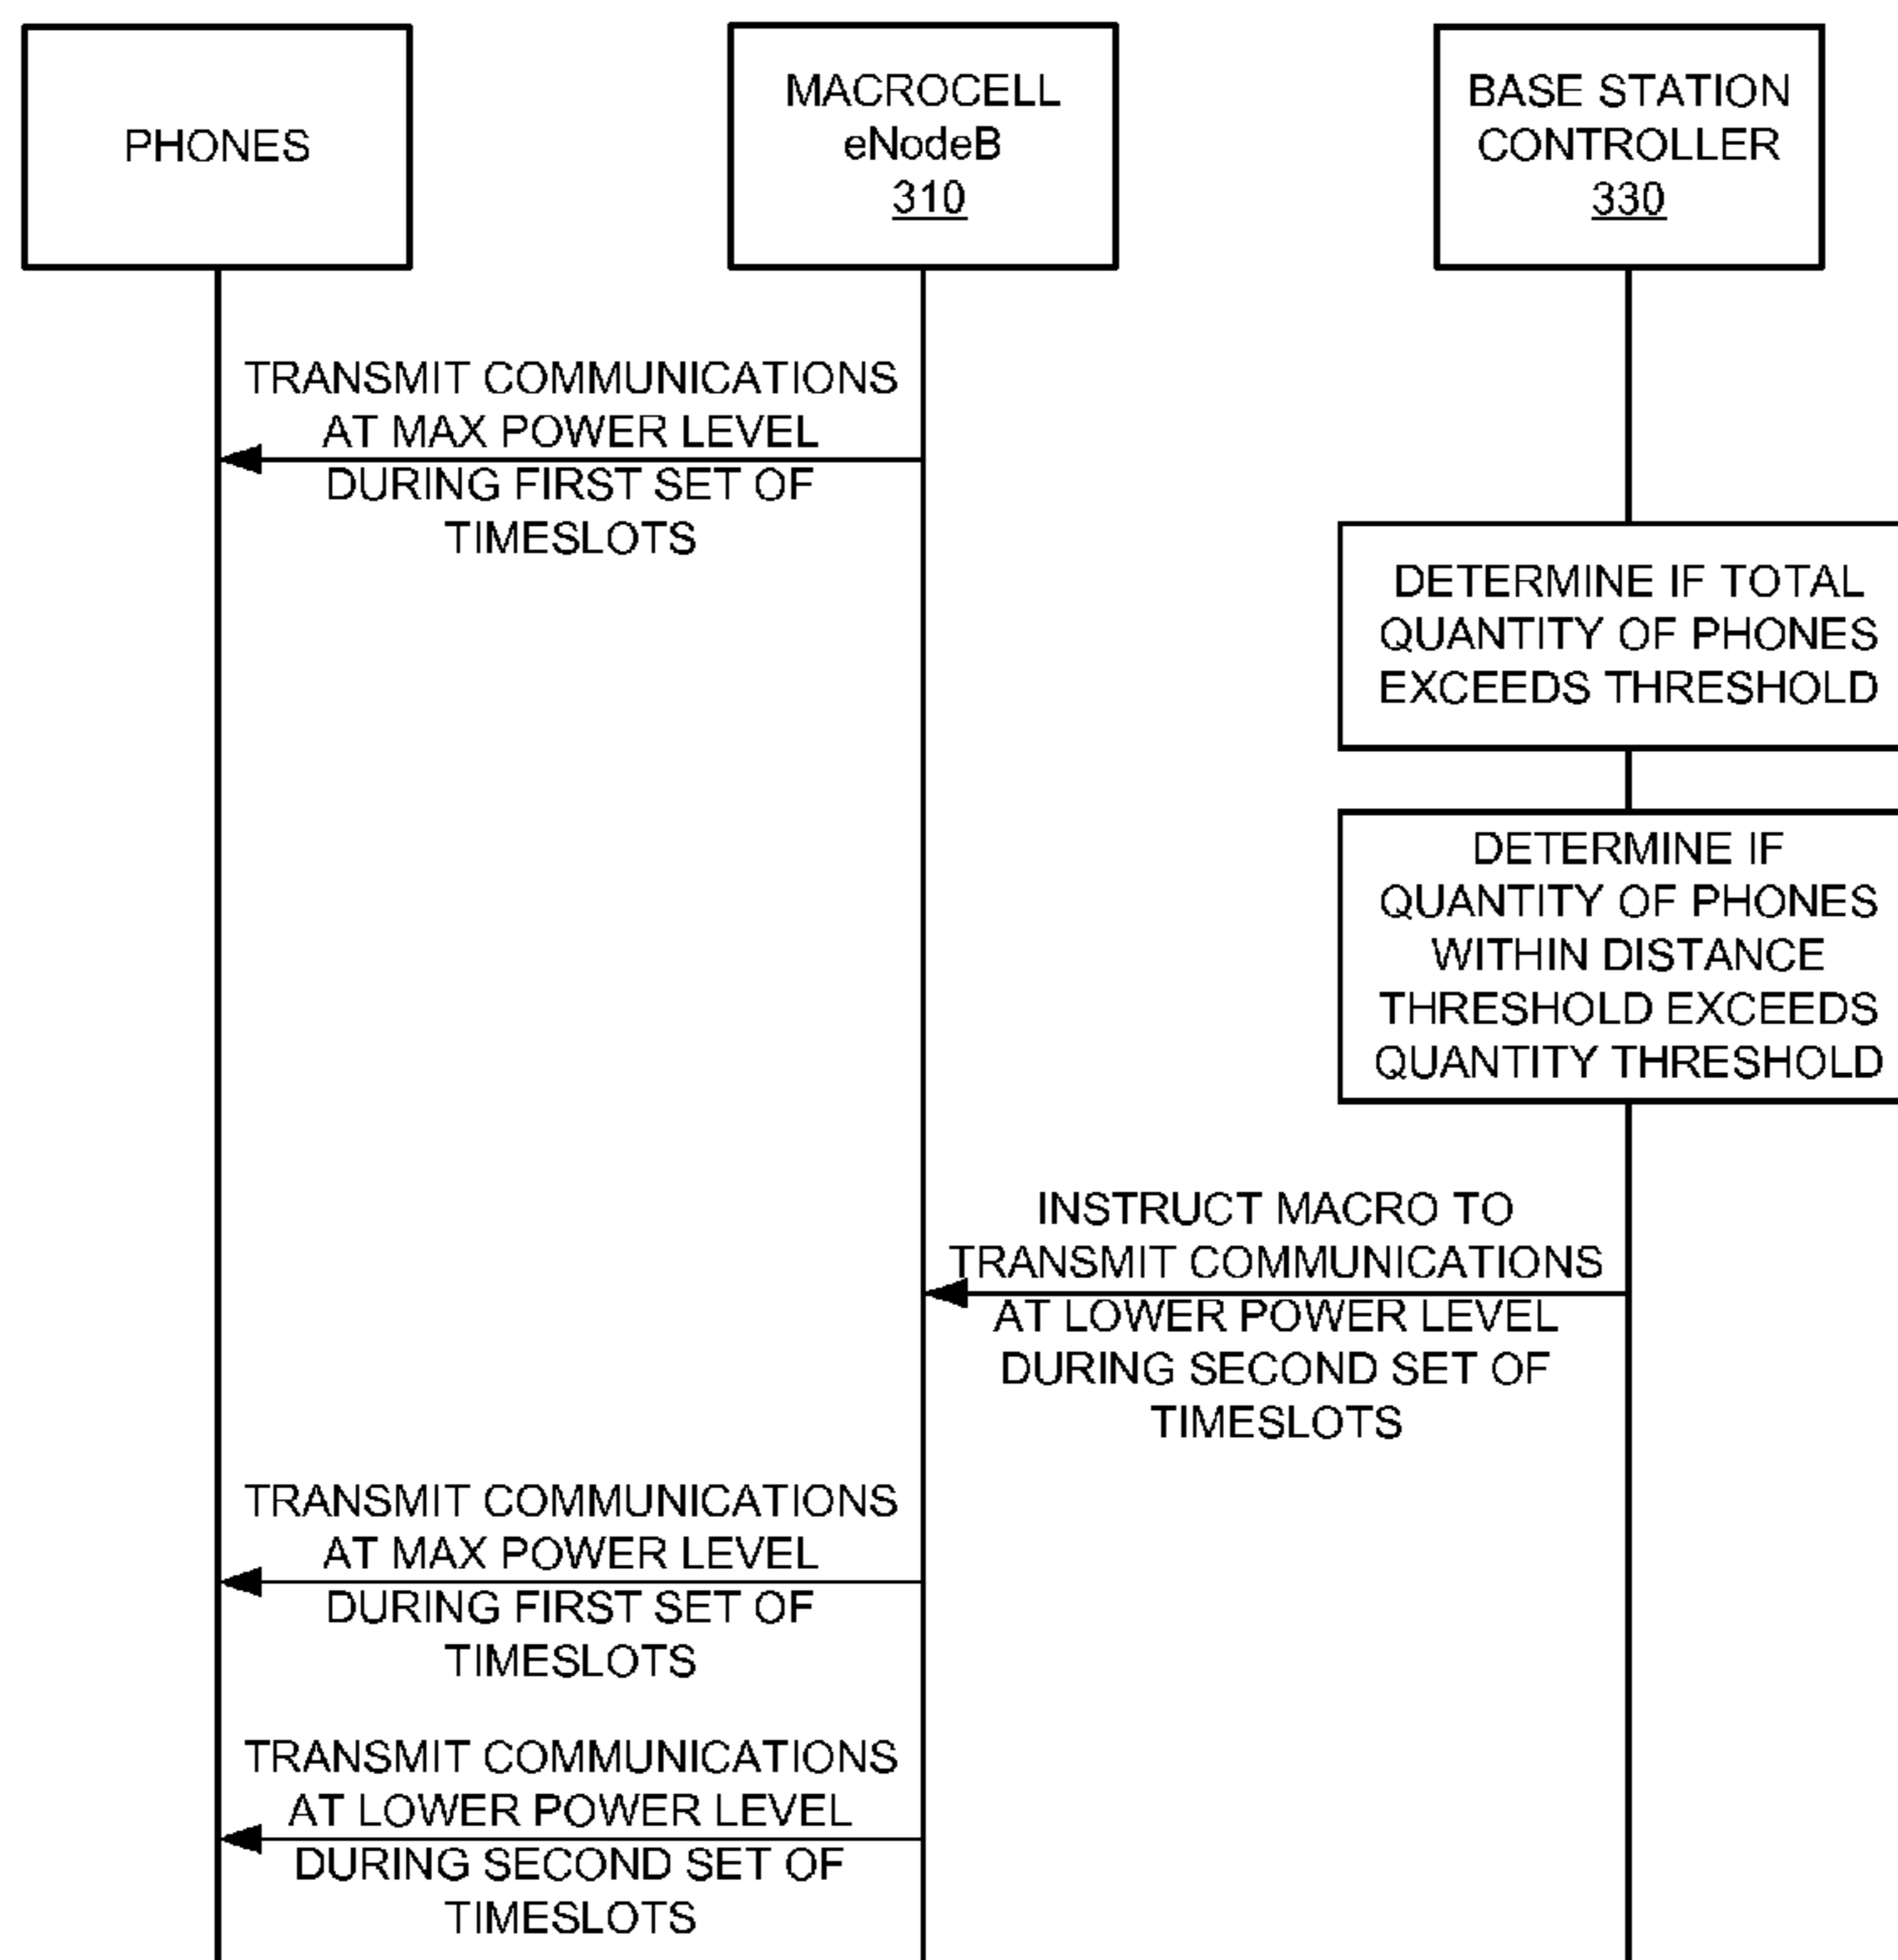 PHONES
MACROCELL
eNodeB
310
BASE STATION
CONTROLLER
330
TRANSMIT COMMUNICATIONS
AT MAX POWER LEVEL
DURING FIRST SET OF
TIMESLOTS
DETERMINE IF TOTAL
QUANTITY OF PHONES
EXCEEDS THRESHOLD
DETERMINE IF
QUANTITY OF PHONES
WITHIN DISTANCE
THRESHOLD EXCEEDS
QUANTITY THRESHOLD
INSTRUCT MACRO TO
TRANSMIT COMMUNICATIONS
AT LOWER POWER LEVEL
DURING SECOND SET OF
TIMESLOTS
TRANSMIT COMMUNICATIONS
AT MAX POWER LEVEL
DURING FIRST SET OF
TIMESLOTS
TRANSMIT COMMUNICATIONS
AT LOWER POWER LEVEL
DURING SECOND SET OF
TIMESLOTS